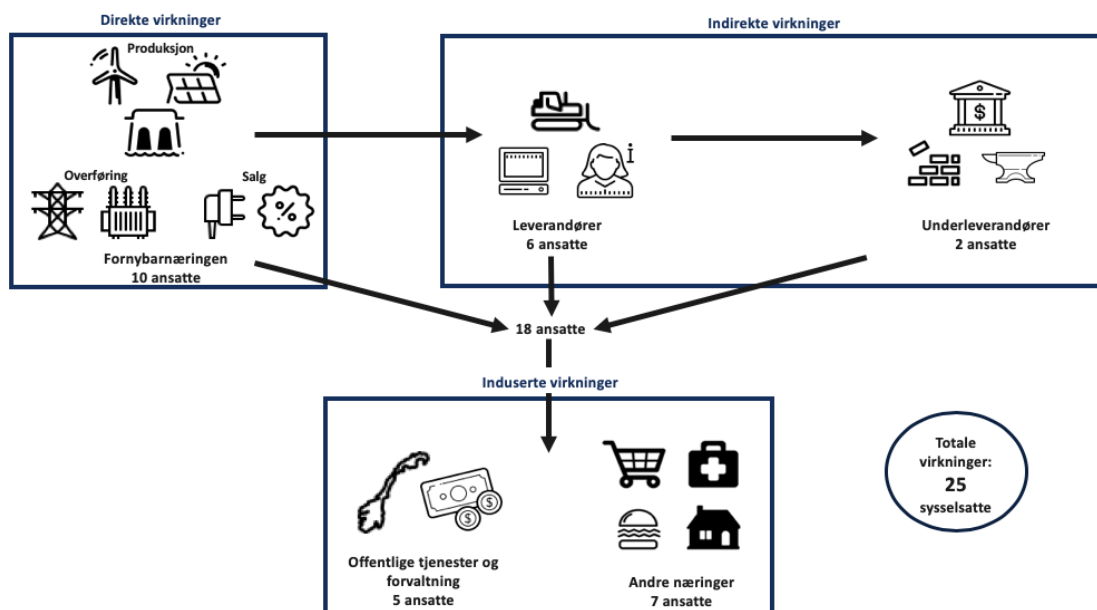 Direkte virkninger
Produksjon
Overføring
Salg
Fornybarnæringen
10 ansatte
Indirekte virkninger
$
i
Leverandører
6 ansatte
Underleverandører
2 ansatte
18 ansatte
Induserte virkninger
$
$
Offentlige tjenester og
forvaltning
5 ansatte
Andre næringer
7 ansatte
Totale
virkninger:
25
sysselsatte
%